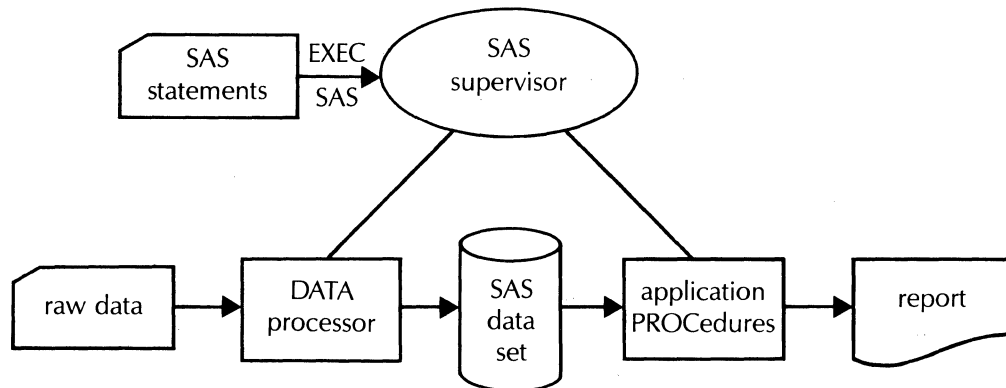 SAS
statements
EXEC
SAS
SAS
supervisor
raw data
DATA
processor
SAS
data
set
application
PROCedures
report